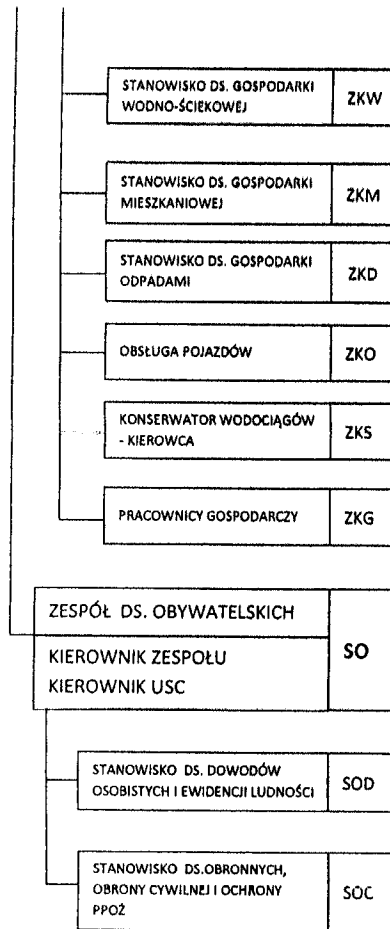 STANOWISKO DS. GOSPODARKI
WODNO-ŚCIEKOWEJ
ZKW
STANOWISKO DS. GOSPODARKI
MIESZKANIOWEJ
ZKM
STANOWISKO DS. GOSPODARKI
ODPADAMI
ZKD
OBSŁUGA POJAZDÓW
ZKO
KONSERWATOR WODOCIĄGÓW
- KIEROWCA
ZKS
PRACOWNICY GOSPODARCZY
ZKG
ZESPÓŁ DS. OBYWATELSKICH
KIEROWNIK ZESPOŁU
KIEROWNIK USC
SO
STANOWISKO DS. DOWODÓW
OSOBISTYCH I EWIDENCJI LUDNOŚCI
SOD
STANOWISKO DS.OBRONNYCH,
OBRONY CYWILNEJ I OCHRONY
PPOŻ
SOC